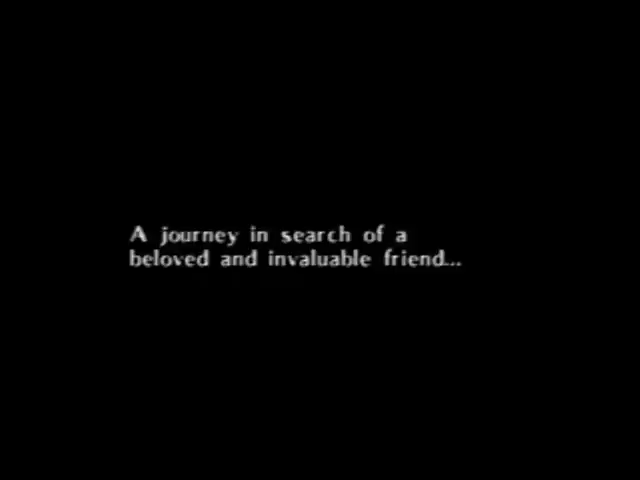 A journey in search of a
beloved and invaluable friend...